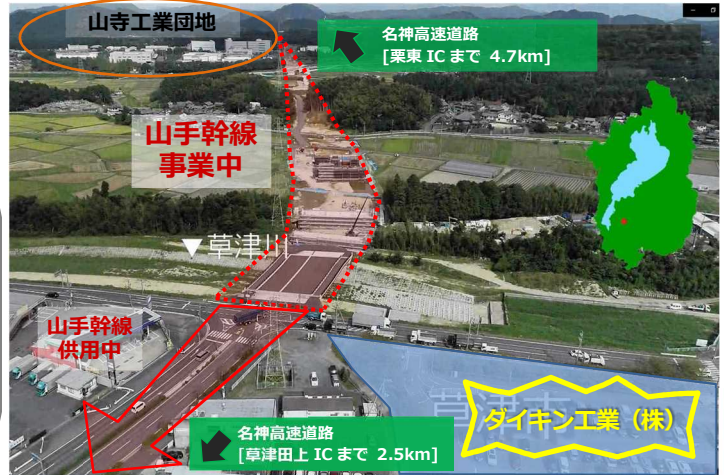 山寺工業団地
名神高速道路
[栗東 IC まで 4.7km]
山手幹線
事業中
▼草津川
山手幹線
供用中
草津市
ダイキン工業（株）
名神高速道路
[草津田上 IC まで 2.5km]